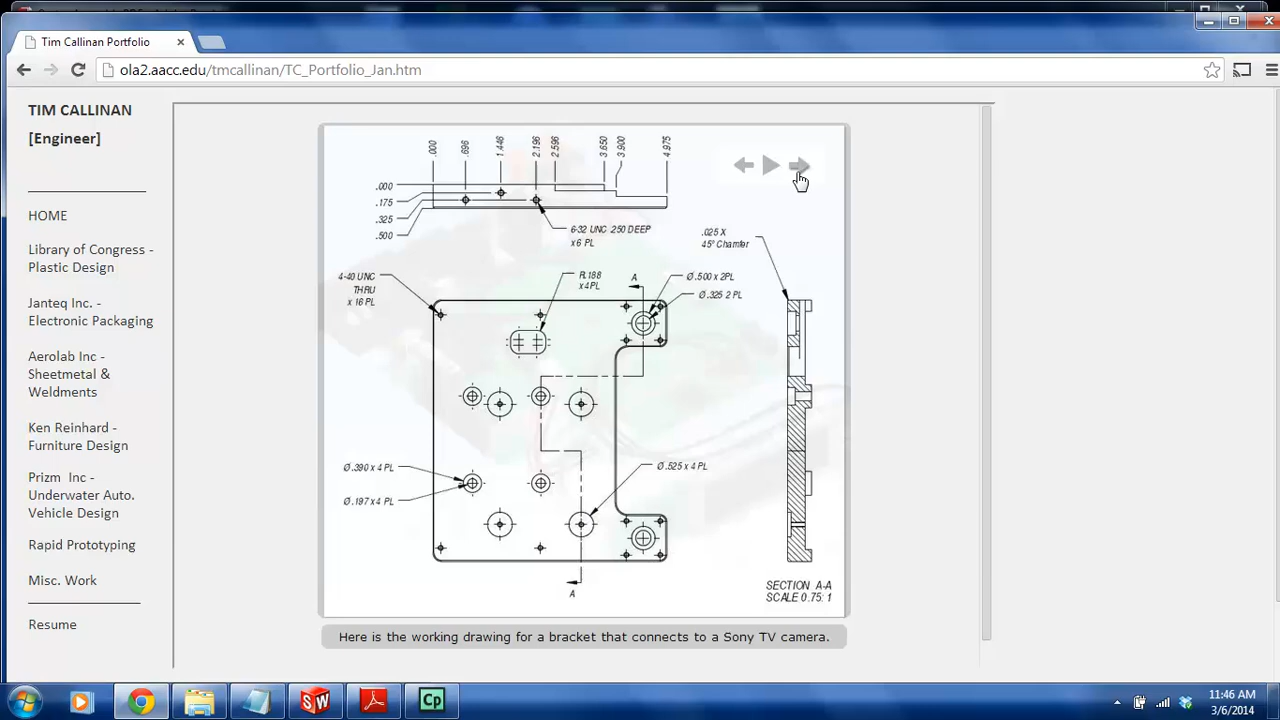 Tim Callinan Portfolio
ola2.aacc.edu/tmcallinan/TC_Portfolio_Jan.htm
TIM CALLINAN
[Engineer]
HOME
Library of Congress -
Plastic Design
Janteq Inc. -
Electronic Packaging
Aerolab Inc -
Sheetmetal &
Weldments
Ken Reinhard -
Furniture Design
Prizm Inc -
Underwater Auto.
Vehicle Design
Rapid Prototyping
Misc. Work
Resume
.000
.696
1.446
2.196
2.596
3.650
3.900
4.975
.000
.175
.325
.500
6-32 UNC .250 DEEP
x 6 PL
.025 X
45° Chamfer
4-40 UNC
THRU
x 16 PL
R.188
x 4PL
A
Ø.500 x 2PL
Ø.325 2 PL
Ø.390 x 4 PL
Ø.197 x 4 PL
Ø.525 x 4 PL
A
SECTION A-A
SCALE 0.75: 1
Here is the working drawing for a bracket that connects to a Sony TV camera.
SW
Cp
11:46 AM
3/6/2014